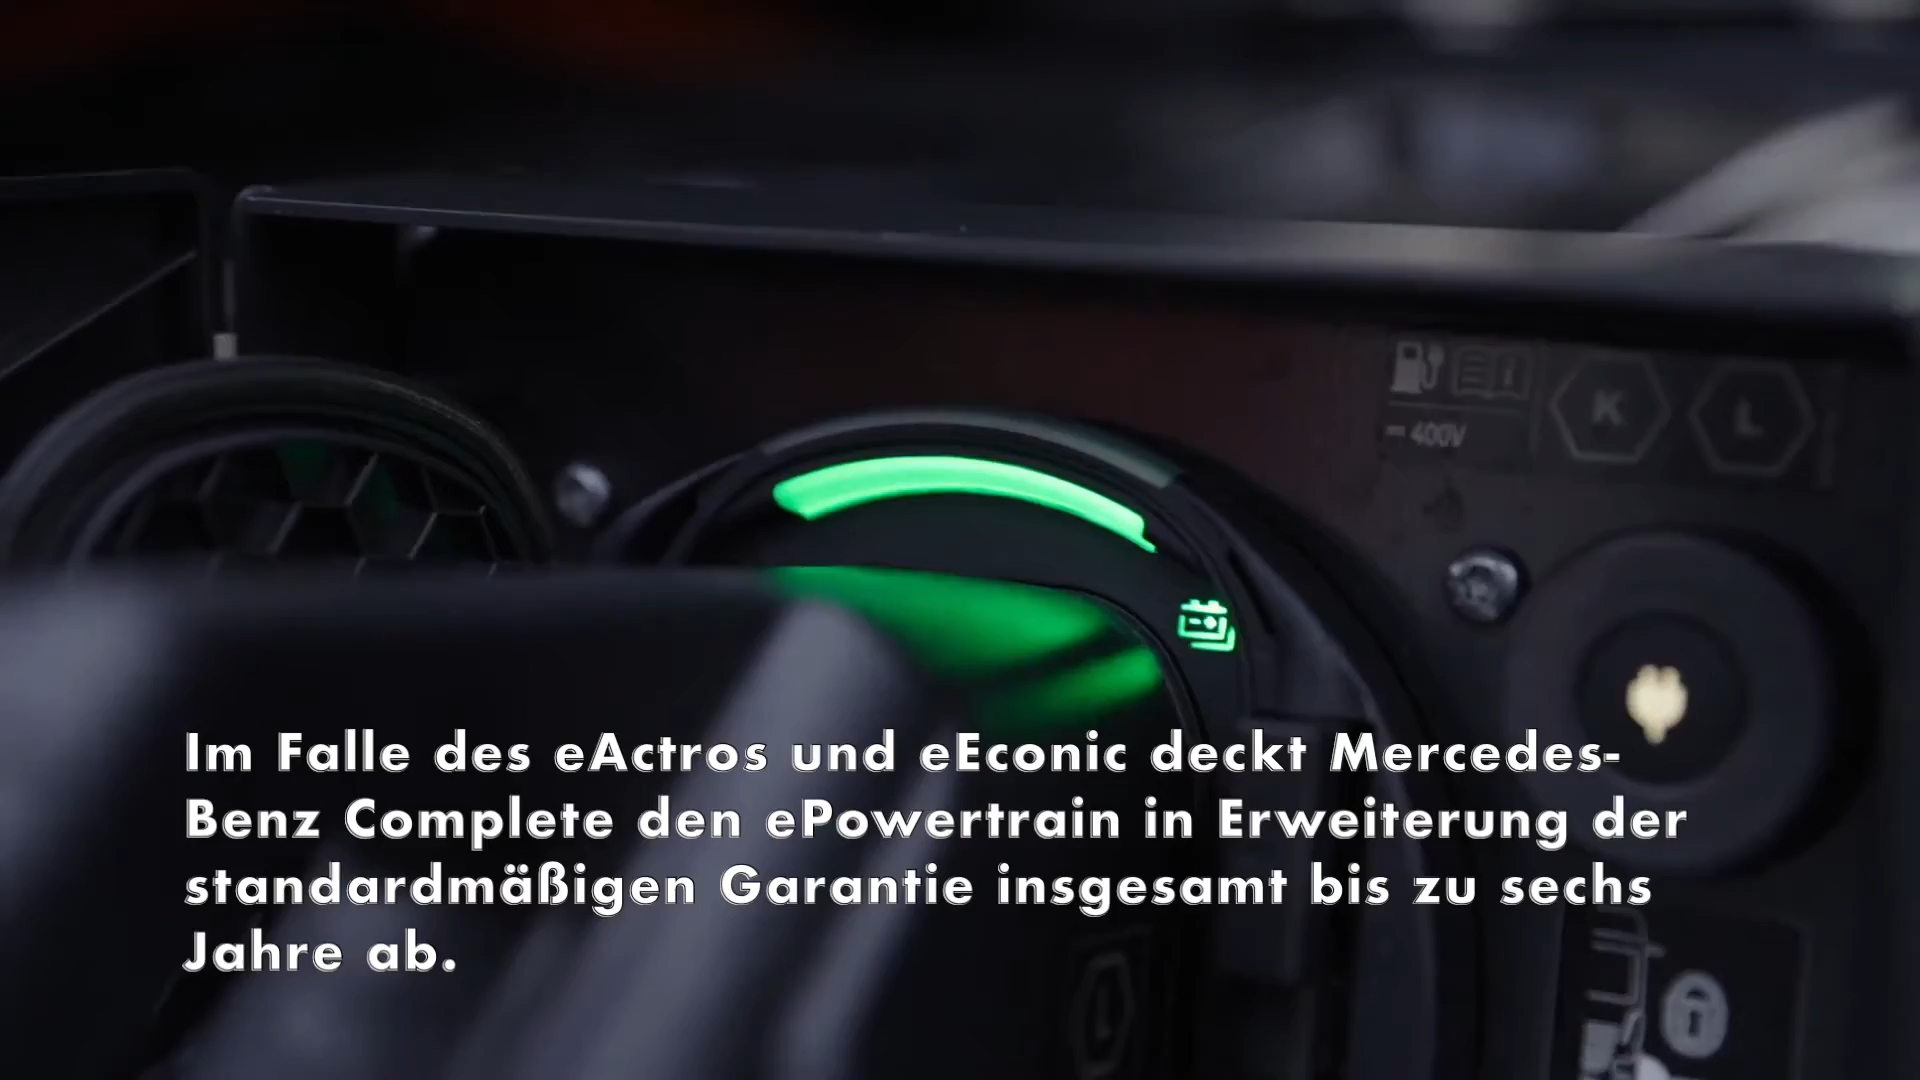 K
L
400V
Im Falle des eActros und eEconic deckt Mercedes-
Benz Complete den ePowertrain in Erweiterung der
standardmäßigen Garantie insgesamt bis zu sechs
Jahre ab.